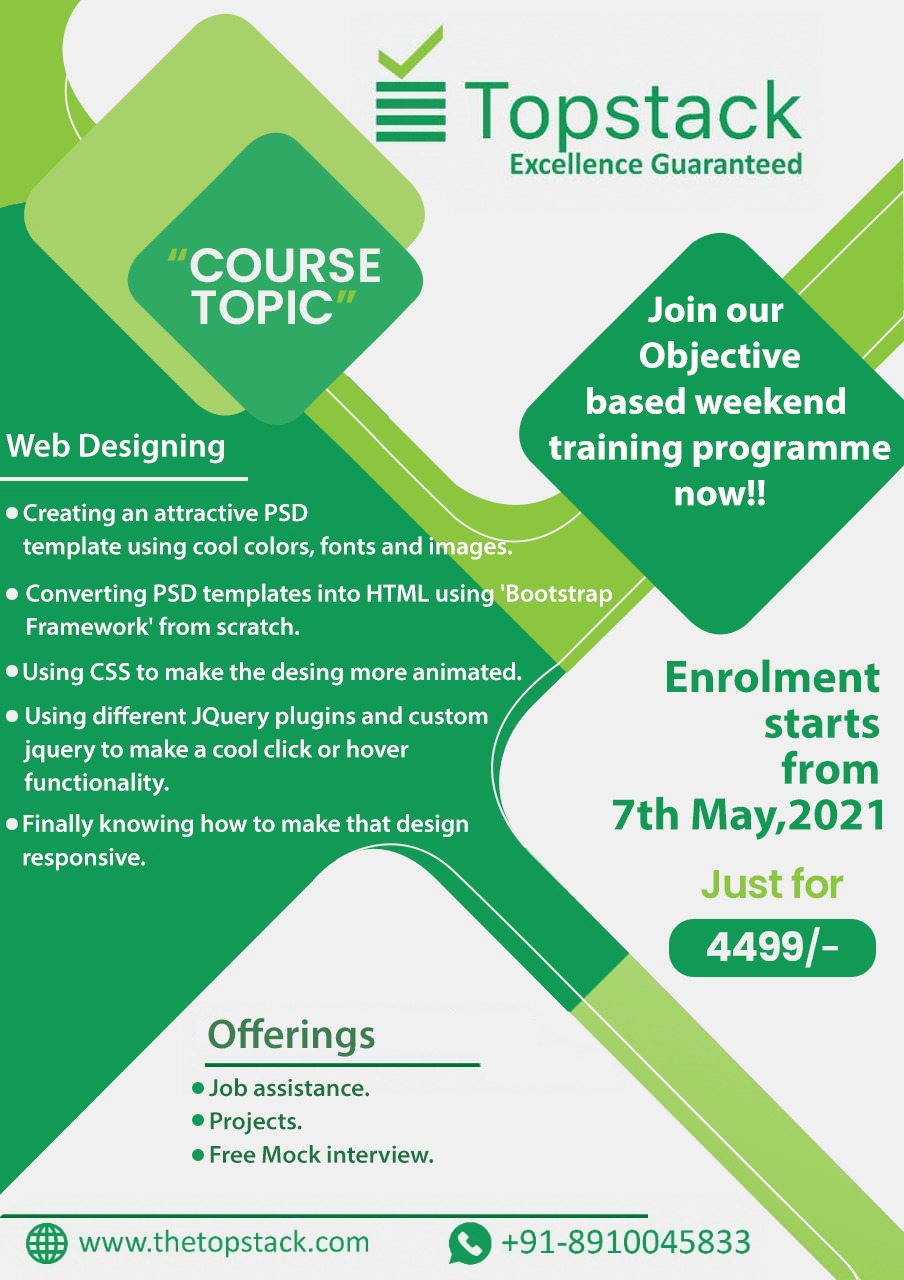 Topstack
Excellence Guaranteed
“COURSE
TOPIC”
Join our
Objective
based weekend
training programme
now!!
Web Designing
Creating an attractive PSD
template using cool colors, fonts and images.
Converting PSD templates into HTML using 'Bootstrap
Framework' from scratch.
Using CSS to make the desing more animated.
Using different JQuery plugins and custom
jquery to make a cool click or hover
functionality.
Finally knowing how to make that design
responsive.
Enrolment
starts
from
7th May,2021
Just for
4499/-
Offerings
Job assistance.
Projects.
Free Mock interview.
www.thetopstack.com
+91-8910045833